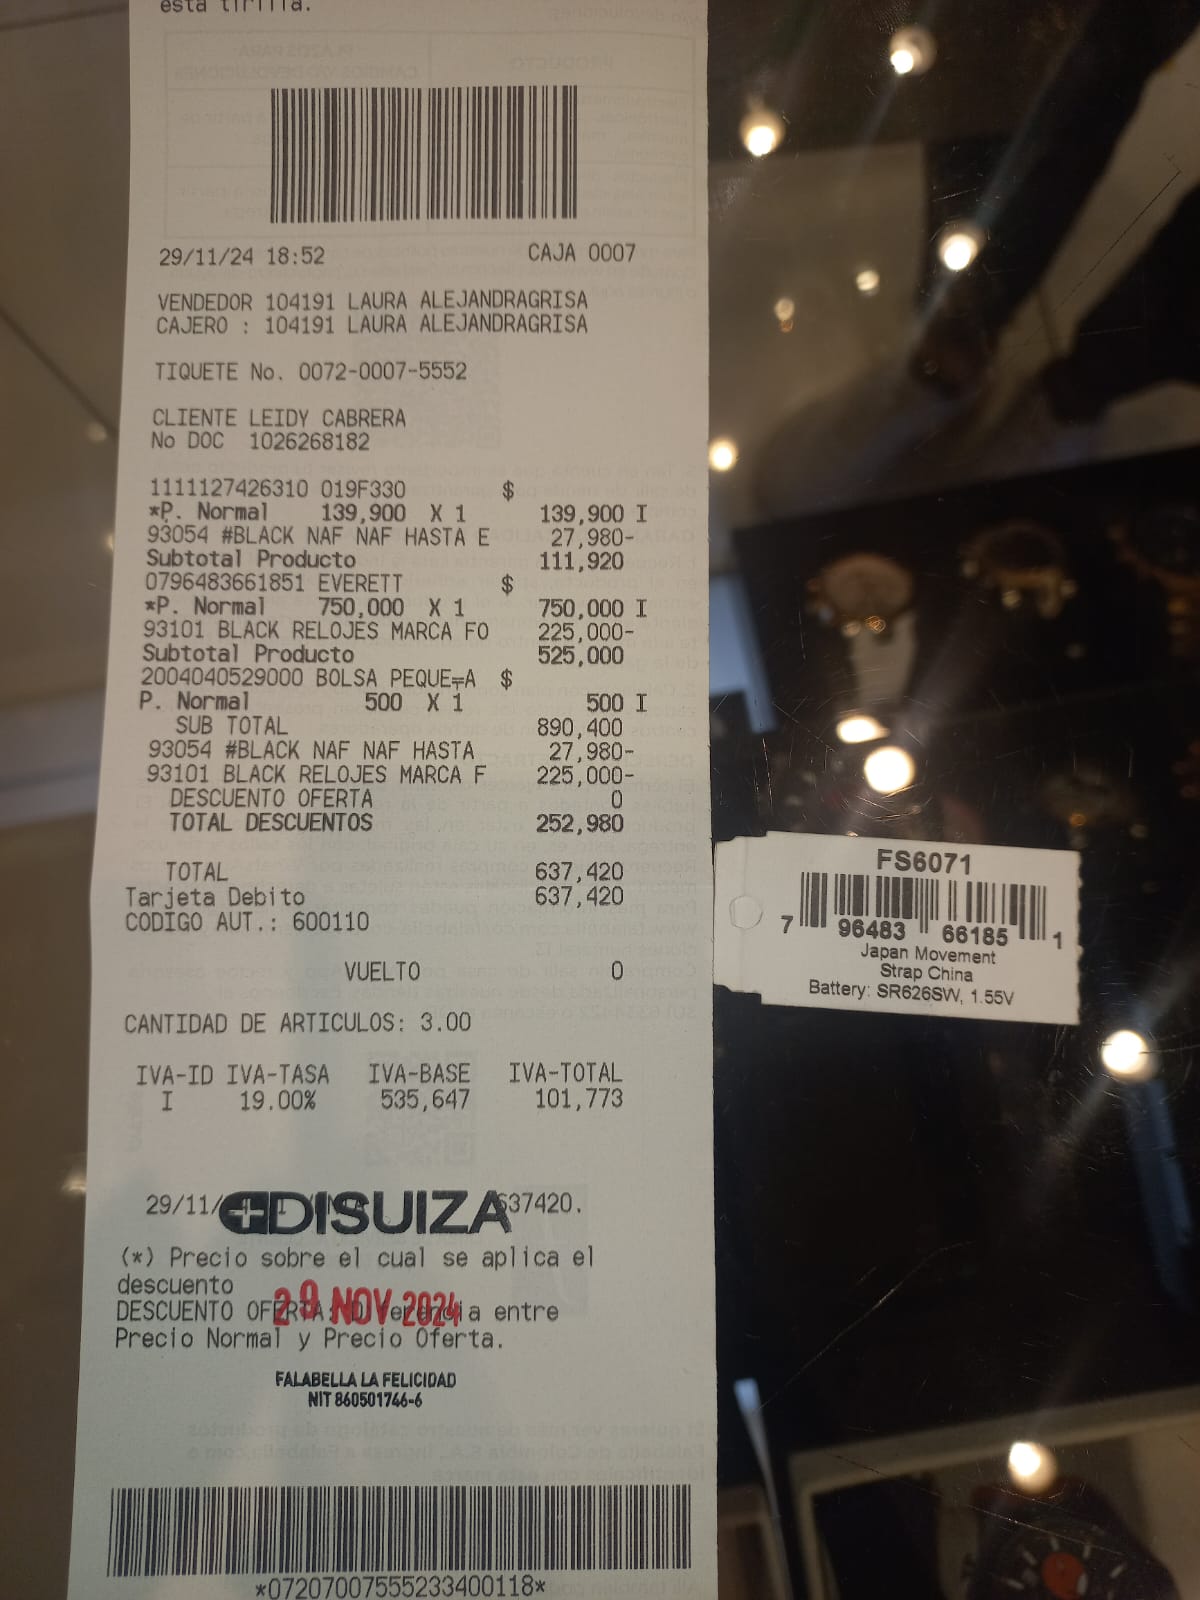 esta tirilla.
29/11/24 18:52 CAJA 0007
VENDEDOR 104191 LAURA ALEJANDRAGRISA
CAJERO : 104191 LAURA ALEJANDRAGRISA
TIQUETE No. 0072-0007-5552
CLIENTE LEIDY CABRERA
No DOC 1026268182
1111127426310 019F330 $
*P. Normal 139,900 X 1 139,900 I
93054 #BLACK NAF NAF HASTA E 27,980-
Subtotal Producto 111,920
0796483661851 EVERETT $
*P. Normal 750,000 X 1 750,000 I
93101 BLACK RELOJES MARCA FO 225,000-
Subtotal Producto 525,000
2004040529000 BOLSA PEQUE╤A $
P. Normal 500 X 1 500 I
SUB TOTAL 890,400
93054 #BLACK NAF NAF HASTA 27,980-
93101 BLACK RELOJES MARCA F 225,000-
DESCUENTO OFERTA 0
TOTAL DESCUENTOS 252,980
TOTAL 637,420
Tarjeta Debito 637,420
CODIGO AUT.: 600110
VUELTO 0
CANTIDAD DE ARTICULOS: 3.00
IVA-ID IVA-TASA IVA-BASE IVA-TOTAL
I 19.00% 535,647 101,773
29/11/ 637420.
DISUIZA
(*) Precio sobre el cual se aplica el
descuento
29 NOV 2024
DESCUENTO OFERTA: Diferencia entre
Precio Normal y Precio Oferta.
FALABELLA LA FELICIDAD
NIT 860501746-6
*072070075555233400118*
FS6071
7 96483 66185 1
Japan Movement
Strap China
Battery: SR626SW, 1.55V